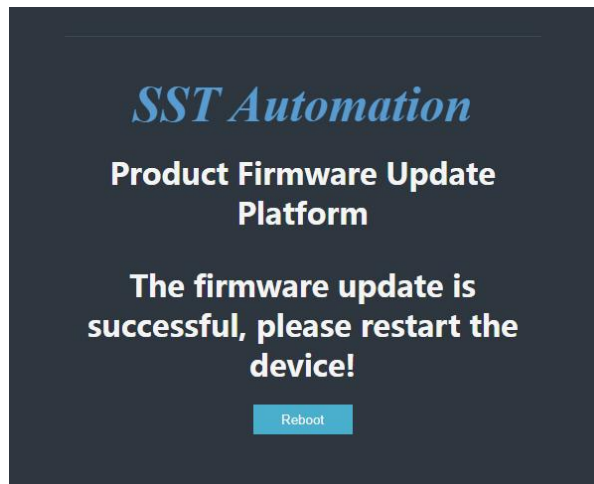 SST Automation
Product Firmware Update
Platform
The firmware update is
successful, please restart the
device!
Reboot